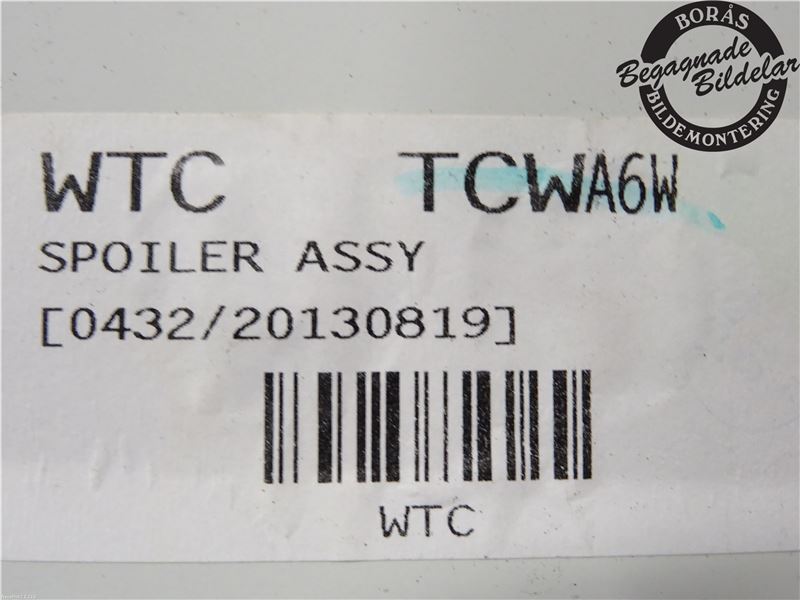 BORÅS
Begagnade
Bildelar
BILDEMONTERING
WTC TCWA6W
SPOILER ASSY
[0432/20130819]
WTC